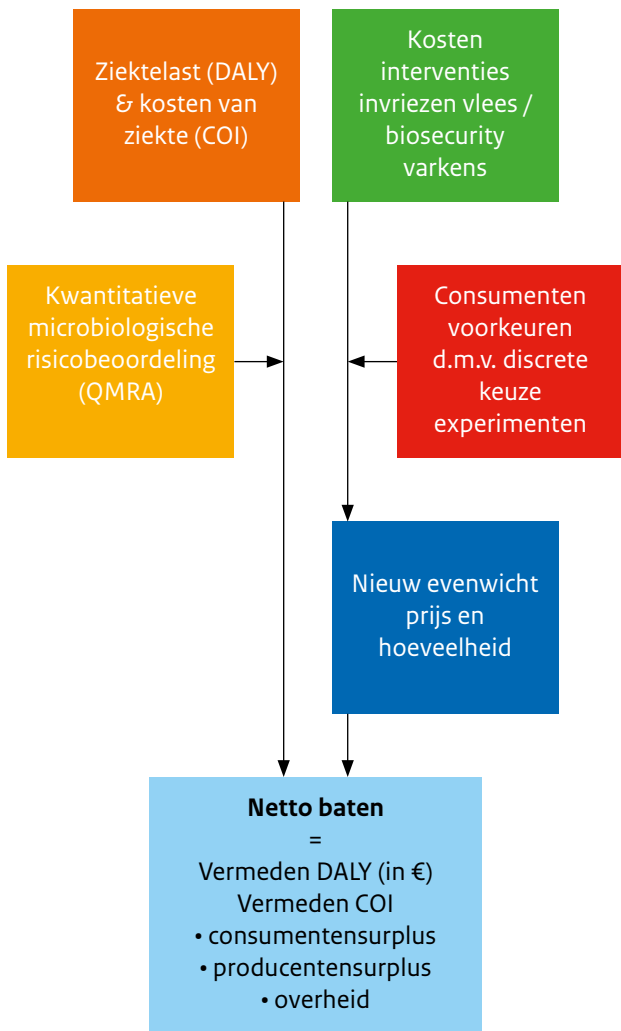 Ziektelast (DALY)
& kosten van
ziekte (COI)
Kosten
interventies
invriezen vlees /
biosecurity
varkens
Kwantitatieve
microbiologische
risicobeoordeling
(QMRA)
Consumenten
voorkeuren
d.m.v. discrete
keuze
experimenten
Nieuw evenwicht
prijs en
hoeveelheid
Netto baten
=
Vermeden DALY (in €)
Vermeden COI
• consumentensurplus
• producentensurplus
• overheid